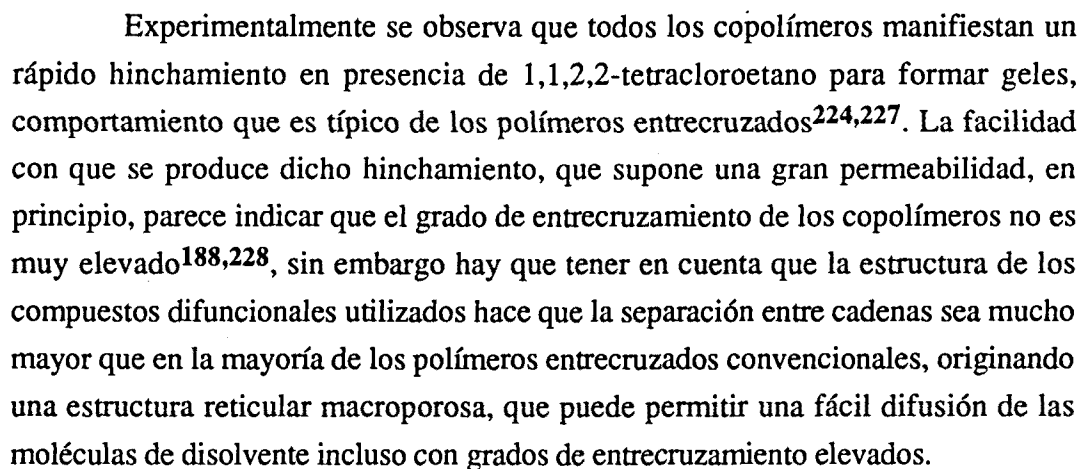 Experimentalmente se observa que todos los copolímeros manifiestan un
rápido hinchamiento en presencia de 1,1,2,2-tetracloroetano para formar geles,
comportamiento que es típico de los polímeros entrecruzados224,227. La facilidad
con que se produce dicho hinchamiento, que supone una gran permeabilidad, en
principio, parece indicar que el grado de entrecruzamiento de los copolímeros no es
muy elevado188,228, sin embargo hay que tener en cuenta que la estructura de los
compuestos difuncionales utilizados hace que la separación entre cadenas sea mucho
mayor que en la mayoría de los polímeros entrecruzados convencionales, originando
una estructura reticular macroporosa, que puede permitir una fácil difusión de las
moléculas de disolvente incluso con grados de entrecruzamiento elevados.